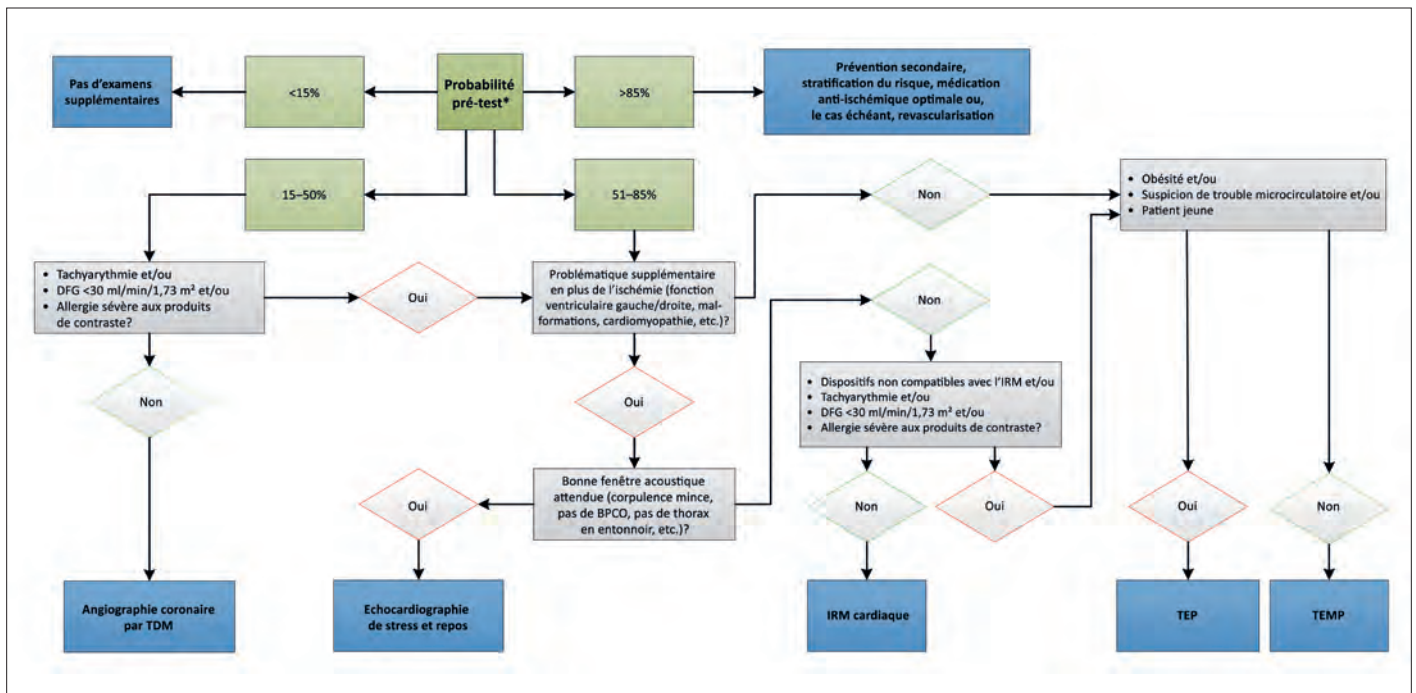 Pas d'examens
supplémentaires
<15%
Probabilité
pré-test*
>85%
Prévention secondaire,
stratification du risque, médication
anti-ischémique optimale ou,
le cas échéant, revascularisation
15–50%
51–85%
Non
• Obésité et/ou
• Suspicion de trouble microcirculatoire et/ou
• Patient jeune
• Tachyarythmie et/ou
• DFG <30 ml/min/1,73 m² et/ou
• Allergie sévère aux produits
de contraste?
Oui
Problématique supplémentaire
en plus de l'ischémie (fonction
ventriculaire gauche/droite, mal-
formations, cardiomyopathie, etc.)?
Non
Non
Oui
• Dispositifs non compatibles avec l'IRM et/ou
• Tachyarythmie et/ou
• DFG <30 ml/min/1,73 m² et/ou
• Allergie sévère aux produits de contraste?
Oui
Bonne fenêtre acoustique
attendue (corpulence mince,
pas de BPCO, pas de thorax
en entonnoir, etc.)?
Non
Oui
Oui
Non
Angiographie coronaire
par TDM
Echocardiographie
de stress et repos
IRM cardiaque
TEP
TEMP